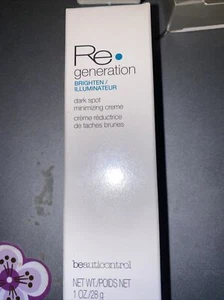 Re•
generation
BRIGHTEN /
ILLUMINATEUR
dark spot
minimizing creme
crème réductrice
de taches brunes
beauticontrol
NET WT/POIDS NET
1 OZ/28 g